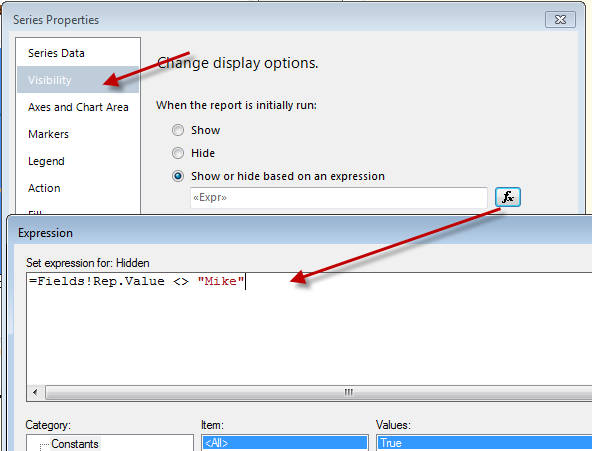 Series Properties
Series Data
Visibility
Change display options.
Axes and Chart Area
When the report is initially run:
Markers
Show
Legend
Hide
Action
Show or hide based on an expression
«Expr»
fx
Expression
Set expression for: Hidden
=Fields!Rep.Value <> "Mike"
Category:
Item:
Values:
Constants
<All>
True